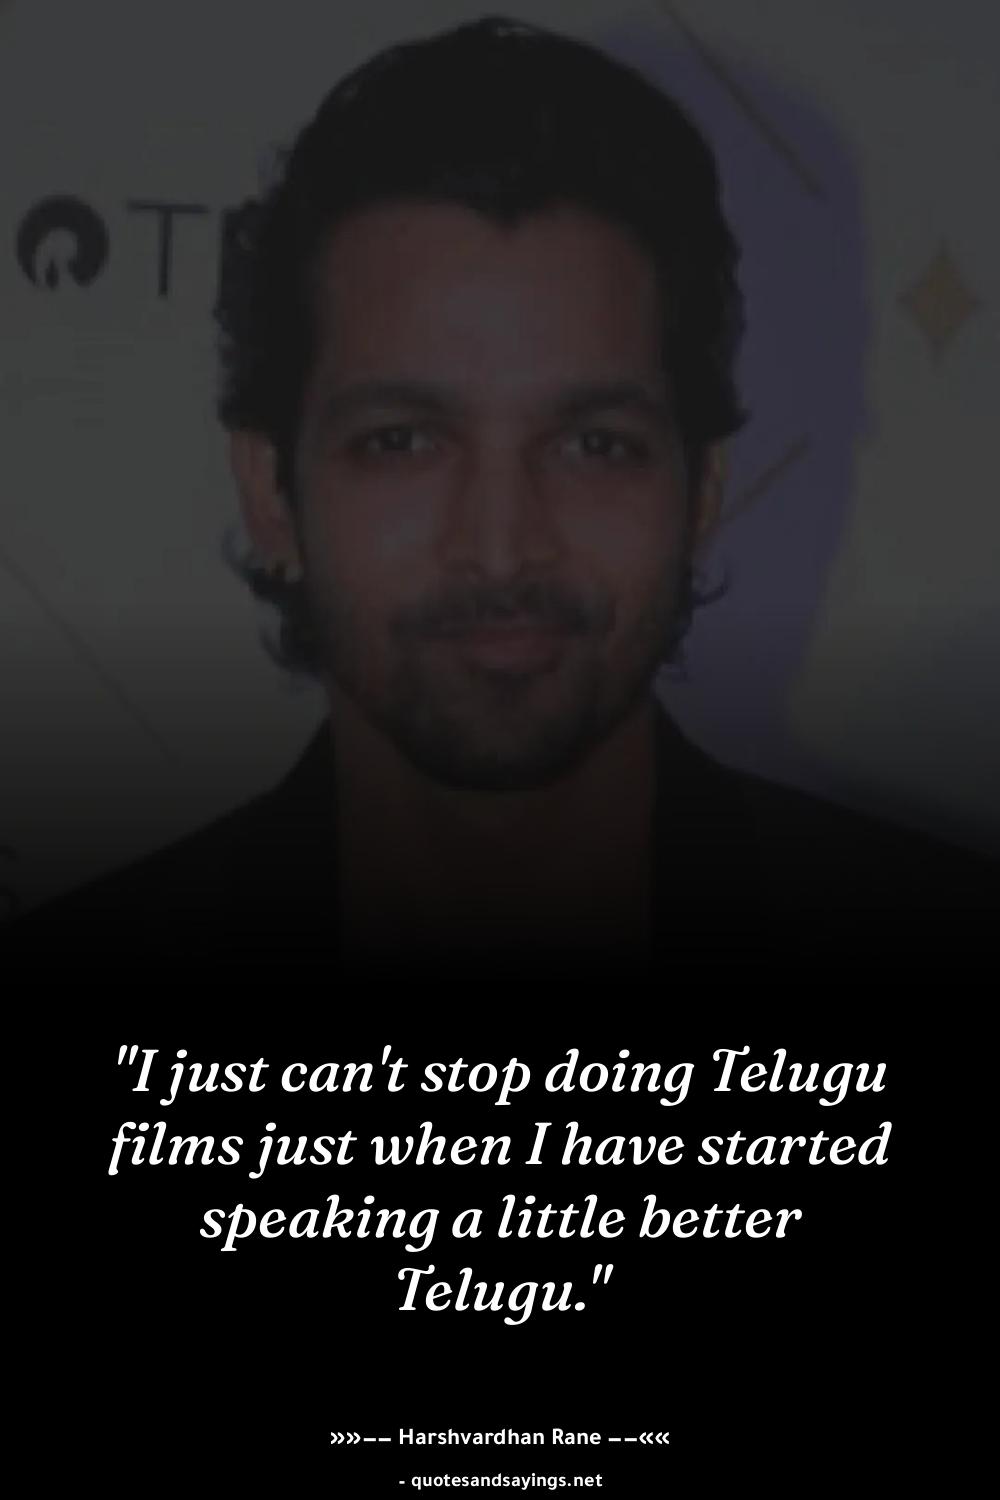 T
"I just can't stop doing Telugu
films just when I have started
speaking a little better
Telugu."
»»–– Harshvardhan Rane ––««
- quotesandsayings.net